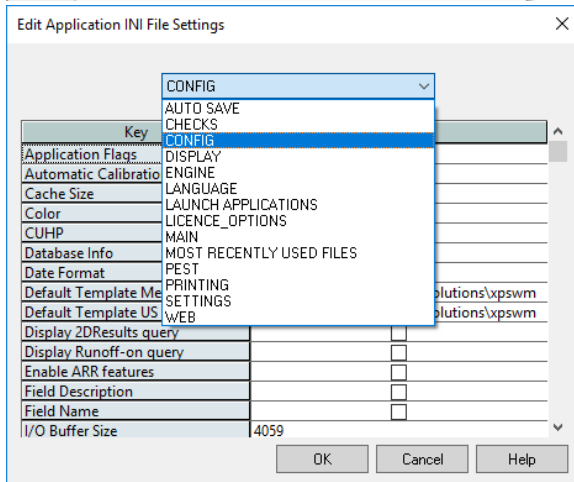 Edit Application INI File Settings
CONFIG
AUTO SAVE
CHECKS
CONFIG
DISPLAY
ENGINE
LANGUAGE
LAUNCH APPLICATIONS
LICENCE_OPTIONS
MAIN
MOST RECENTLY USED FILES
PEST
PRINTING
SETTINGS
WEB
Key
Application Flags
Automatic Calibratio
Cache Size
Color
CUHP
Database Info
Date Format
Default Template Me olutions\xpswm
Default Template US olutions\xpswm
Display 2DResults query
Display Runoff-on query
Enable ARR features
Field Description
Field Name
I/O Buffer Size 4059
OK Cancel Help